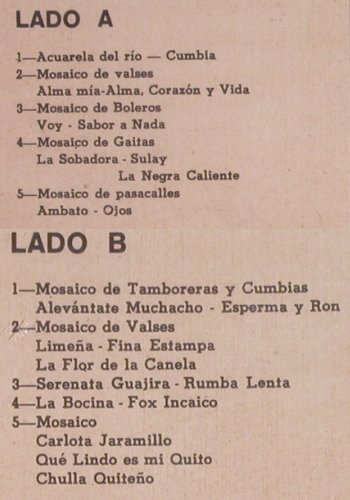 LADO A
1—Acuarela del río — Cumbia
2—Mosaico de valses
Alma mía-Alma, Corazón y Vida
3—Mosaico de Boleros
Voy - Sabor a Nada
4—Mosaico de Gaitas
La Sobadora - Sulay
La Negra Caliente
5—Mosaico de pasacalles
Ambato - Ojos
LADO B
1—Mosaico de Tamboreras y Cumbias
Alevántate Muchacho - Esperma y Ron
2—Mosaico de Valses
Limeña - Fina Estampa
La Flor de la Canela
3—Serenata Guajira - Rumba Lenta
4—La Bocina - Fox Incaico
5—Mosaico
Carlota Jaramillo
Qué Lindo es mi Quito
Chulla Quiteño